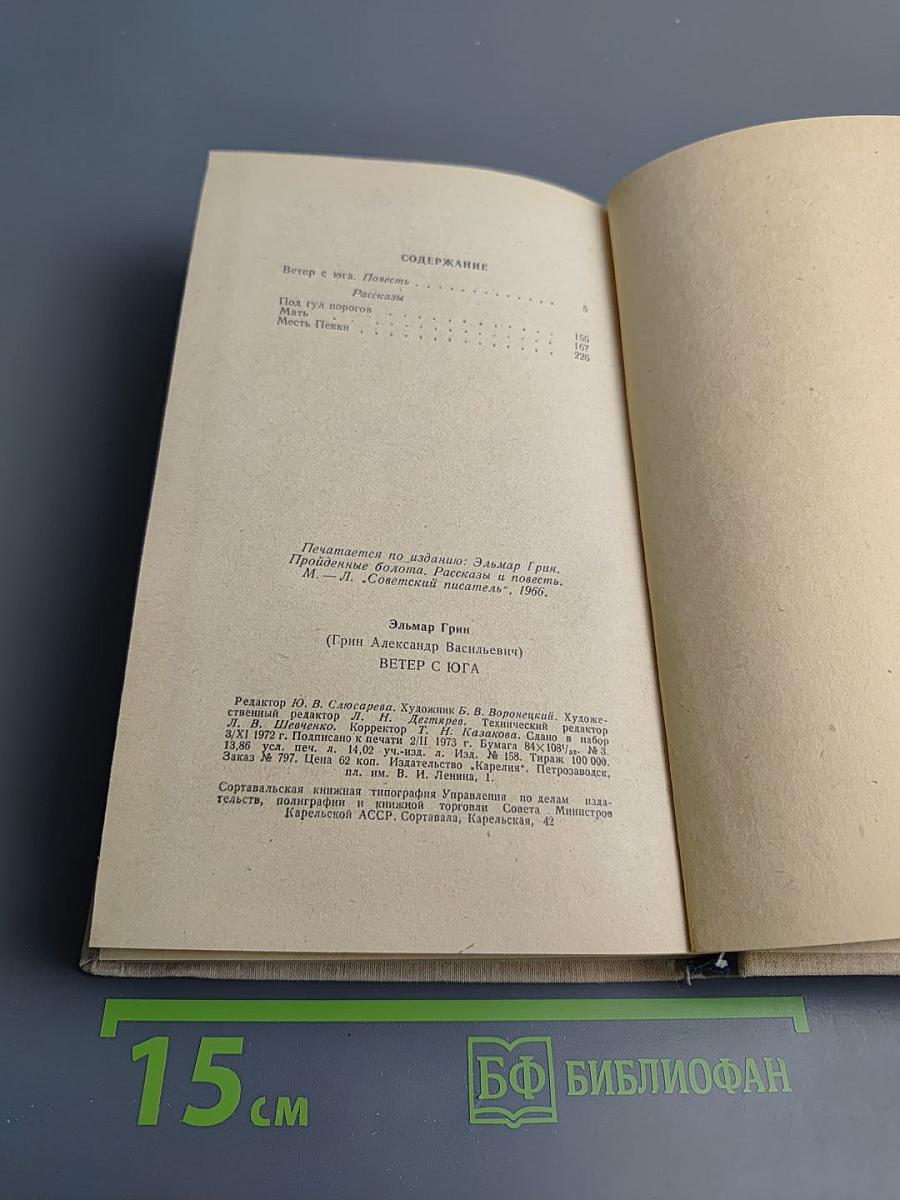 СОДЕРЖАНИЕ
Ветер с юга. Повесть . . . . . . . . . . . . . 5
Рассказы
Под гул порогов . . . . . . . . . . . 155
Мать . . . . . . . . . . . . 167
Месть Пекки . . . . . . . . . . . 226
Печатается по изданию: Эльмар Грин.
Пройденные болота. Рассказы и повесть.
М. — Л. „Советский писатель", 1966.
Эльмар Грин
(Грин Александр Васильевич)
ВЕТЕР С ЮГА
Редактор Ю. В. Слюсарева. Художник Б. В. Воронецкий. Художе-
ственный редактор Л. Н. Дегтярев. Технический редактор
Л. В. Шевченко. Корректор Т. Н. Казакова. Сдано в набор
3/XI 1972 г. Подписано к печати 2/II 1973 г. Бумага 84×108¹/₃₂. № 3.
13,86 усл. печ. л. 14,02 уч.-изд. л. Изд. № 158. Тираж 100 000.
Заказ № 797. Цена 62 коп. Издательство „Карелия". Петрозаводск,
пл. им. В. И. Ленина, 1.
Сортавальская книжная типография Управления по делам изда-
тельств, полиграфии и книжной торговли Совета Министров
Карельской АССР. Сортавала, Карельская, 42
15 см
БФ БИБЛИОФАН